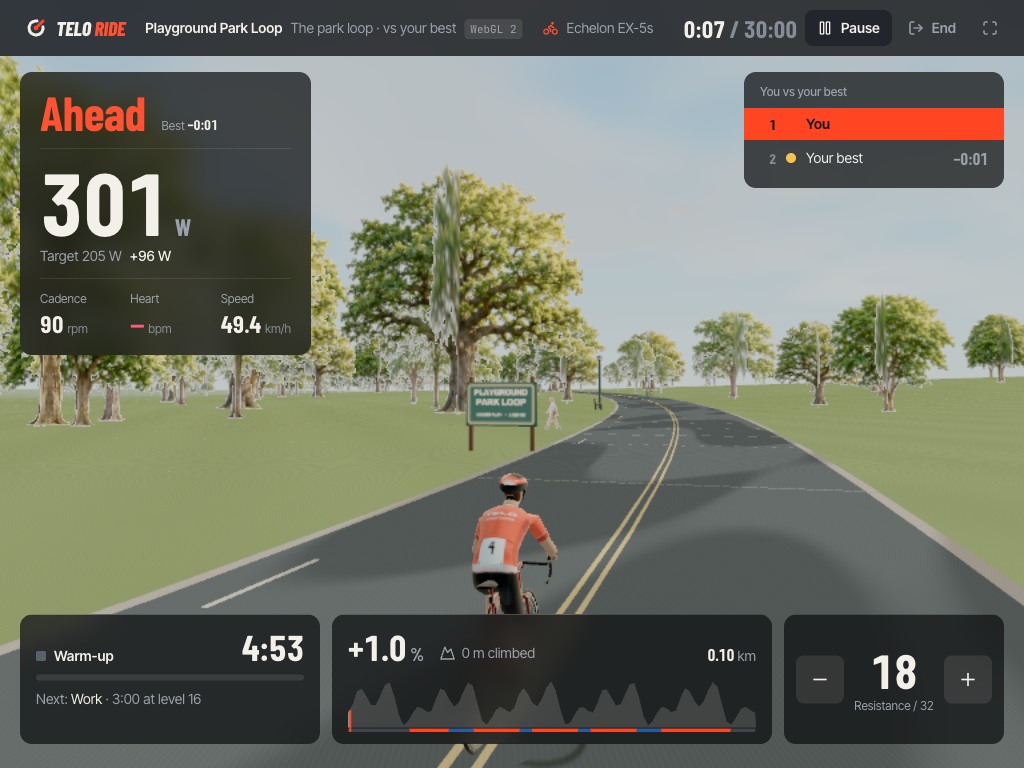 TELO RIDE
Playground Park Loop The park loop · vs your best WebGL 2 Echelon EX-5s 0:07 / 30:00 Pause End
Ahead Best −0:01
301 W
Target 205 W +96 W
Cadence Heart Speed
90 rpm – bpm 49.4 km/h
You vs your best
1 You
2 Your best −0:01
PLAYGROUND
PARK LOOP
TELO
4
Warm-up 4:53
Next: Work · 3:00 at level 16
+1.0 % 0 m climbed 0.10 km
− 18 +
Resistance / 32